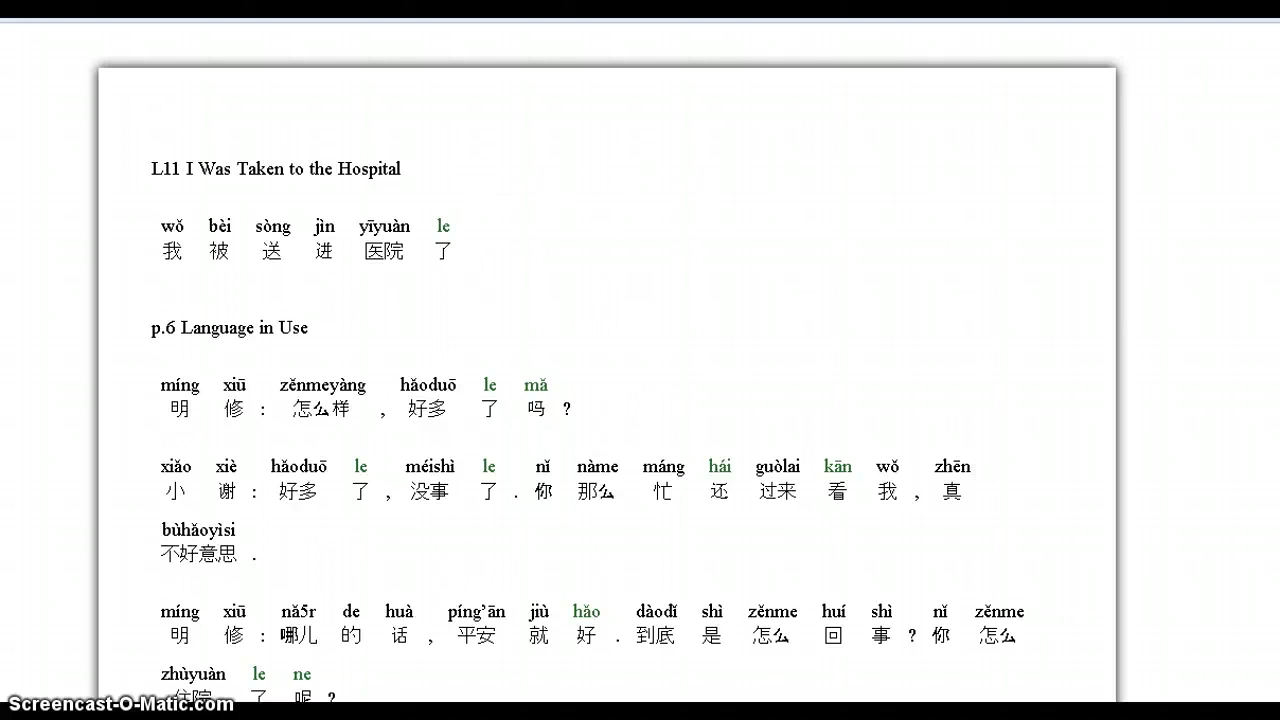 L11 I Was Taken to the Hospital
wǒ bèi sòng jìn yīyuàn le
我 被 送 进 医院 了
p.6 Language in Use
míng xiū zěnmeyàng hǎoduō le mǎ
明 修 : 怎么样 , 好多 了 吗 ?
xiǎo xiè hǎoduō le méishì le nǐ nàme máng hái guòlai kān wǒ zhēn
小 谢 : 好多 了 , 没事 了 . 你 那么 忙 还 过来 看 我 , 真
bùhǎoyìsi
不好意思 .
míng xiū nǎ5r de huà píng’ān jiù hǎo dàodǐ shì zěnme huí shì nǐ zěnme
明 修 : 哪儿 的 话 , 平安 就 好 . 到底 是 怎么 回 事 ? 你 怎么
zhùyuàn le ne
住院 了 呢 ?
Screencast-O-Matic.com